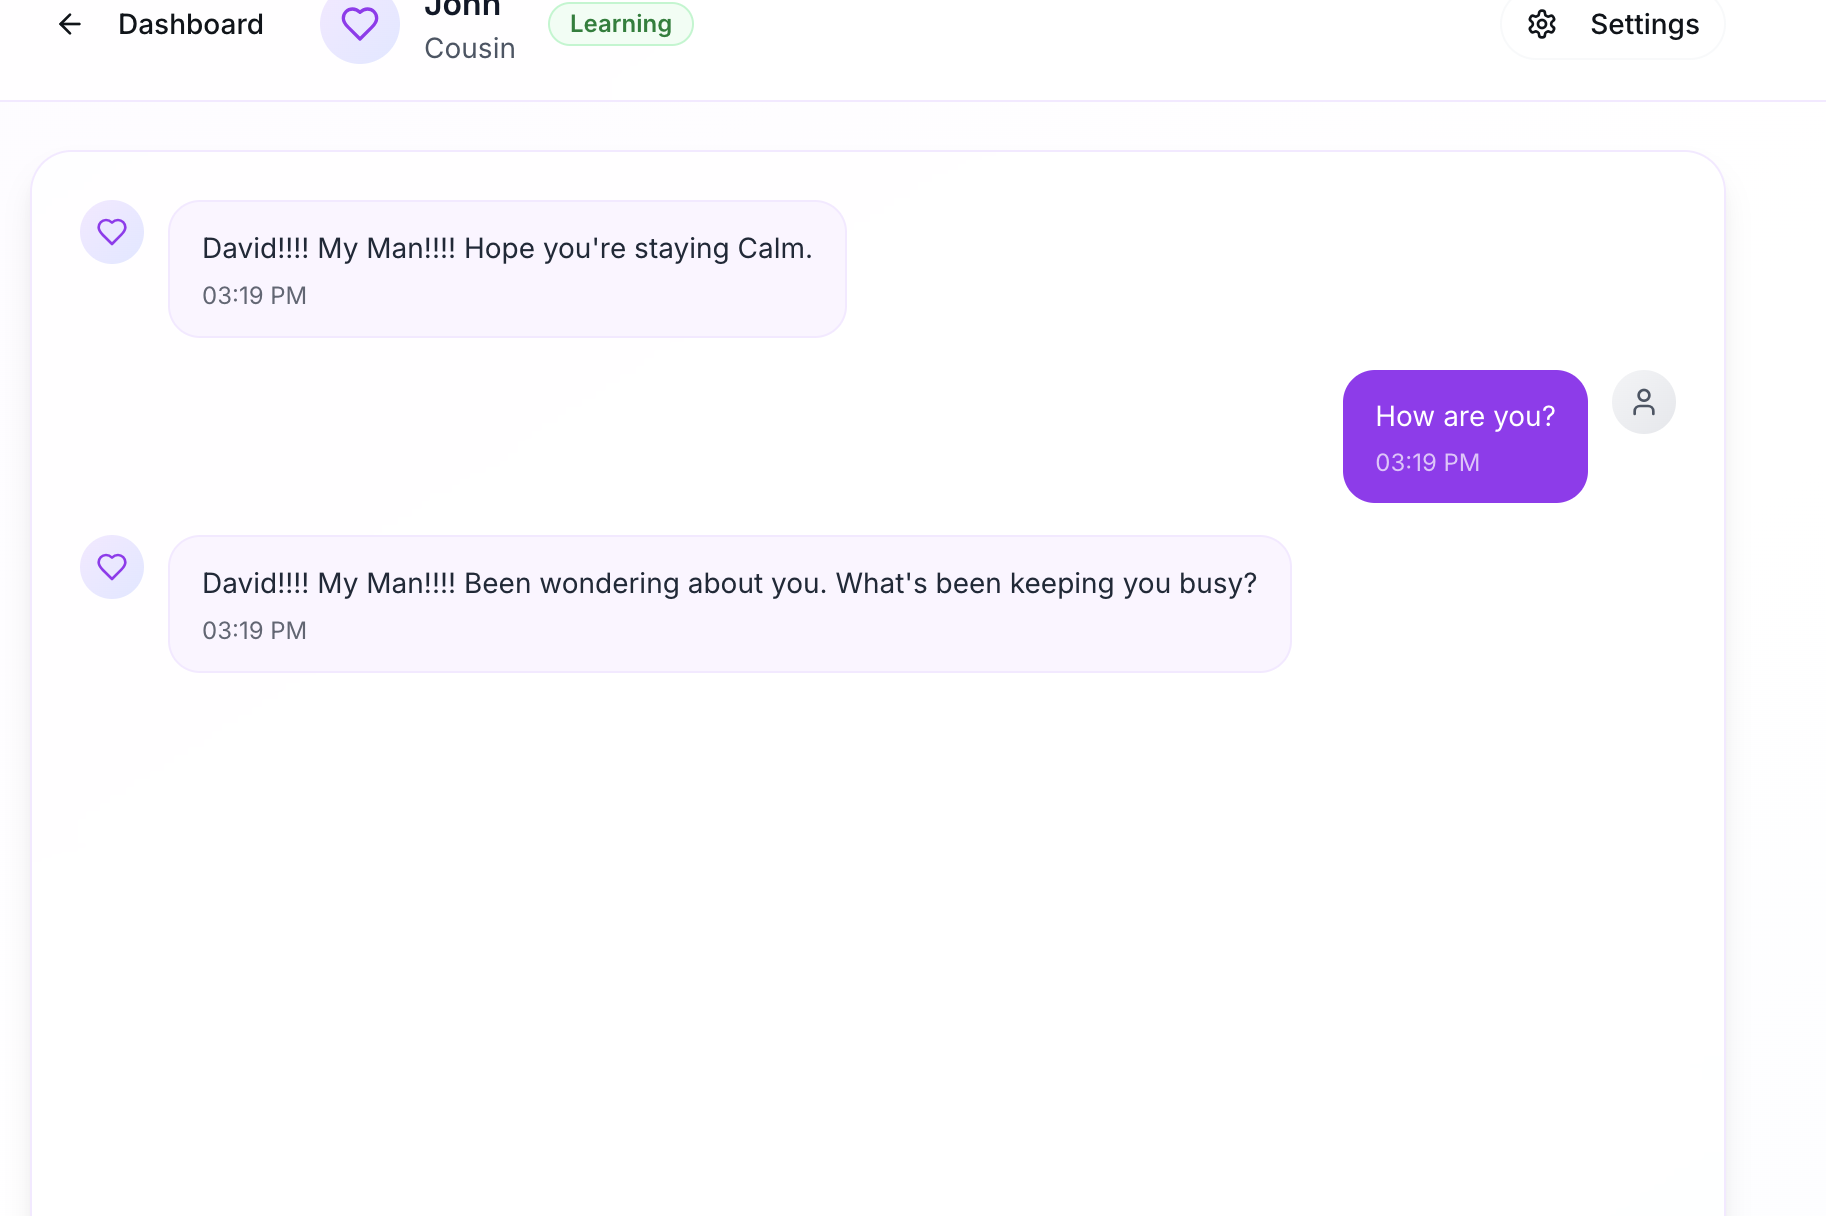 Dashboard
John
Cousin
Learning
Settings
David!!!! My Man!!!! Hope you're staying Calm.
03:19 PM
How are you?
03:19 PM
David!!!! My Man!!!! Been wondering about you. What's been keeping you busy?
03:19 PM